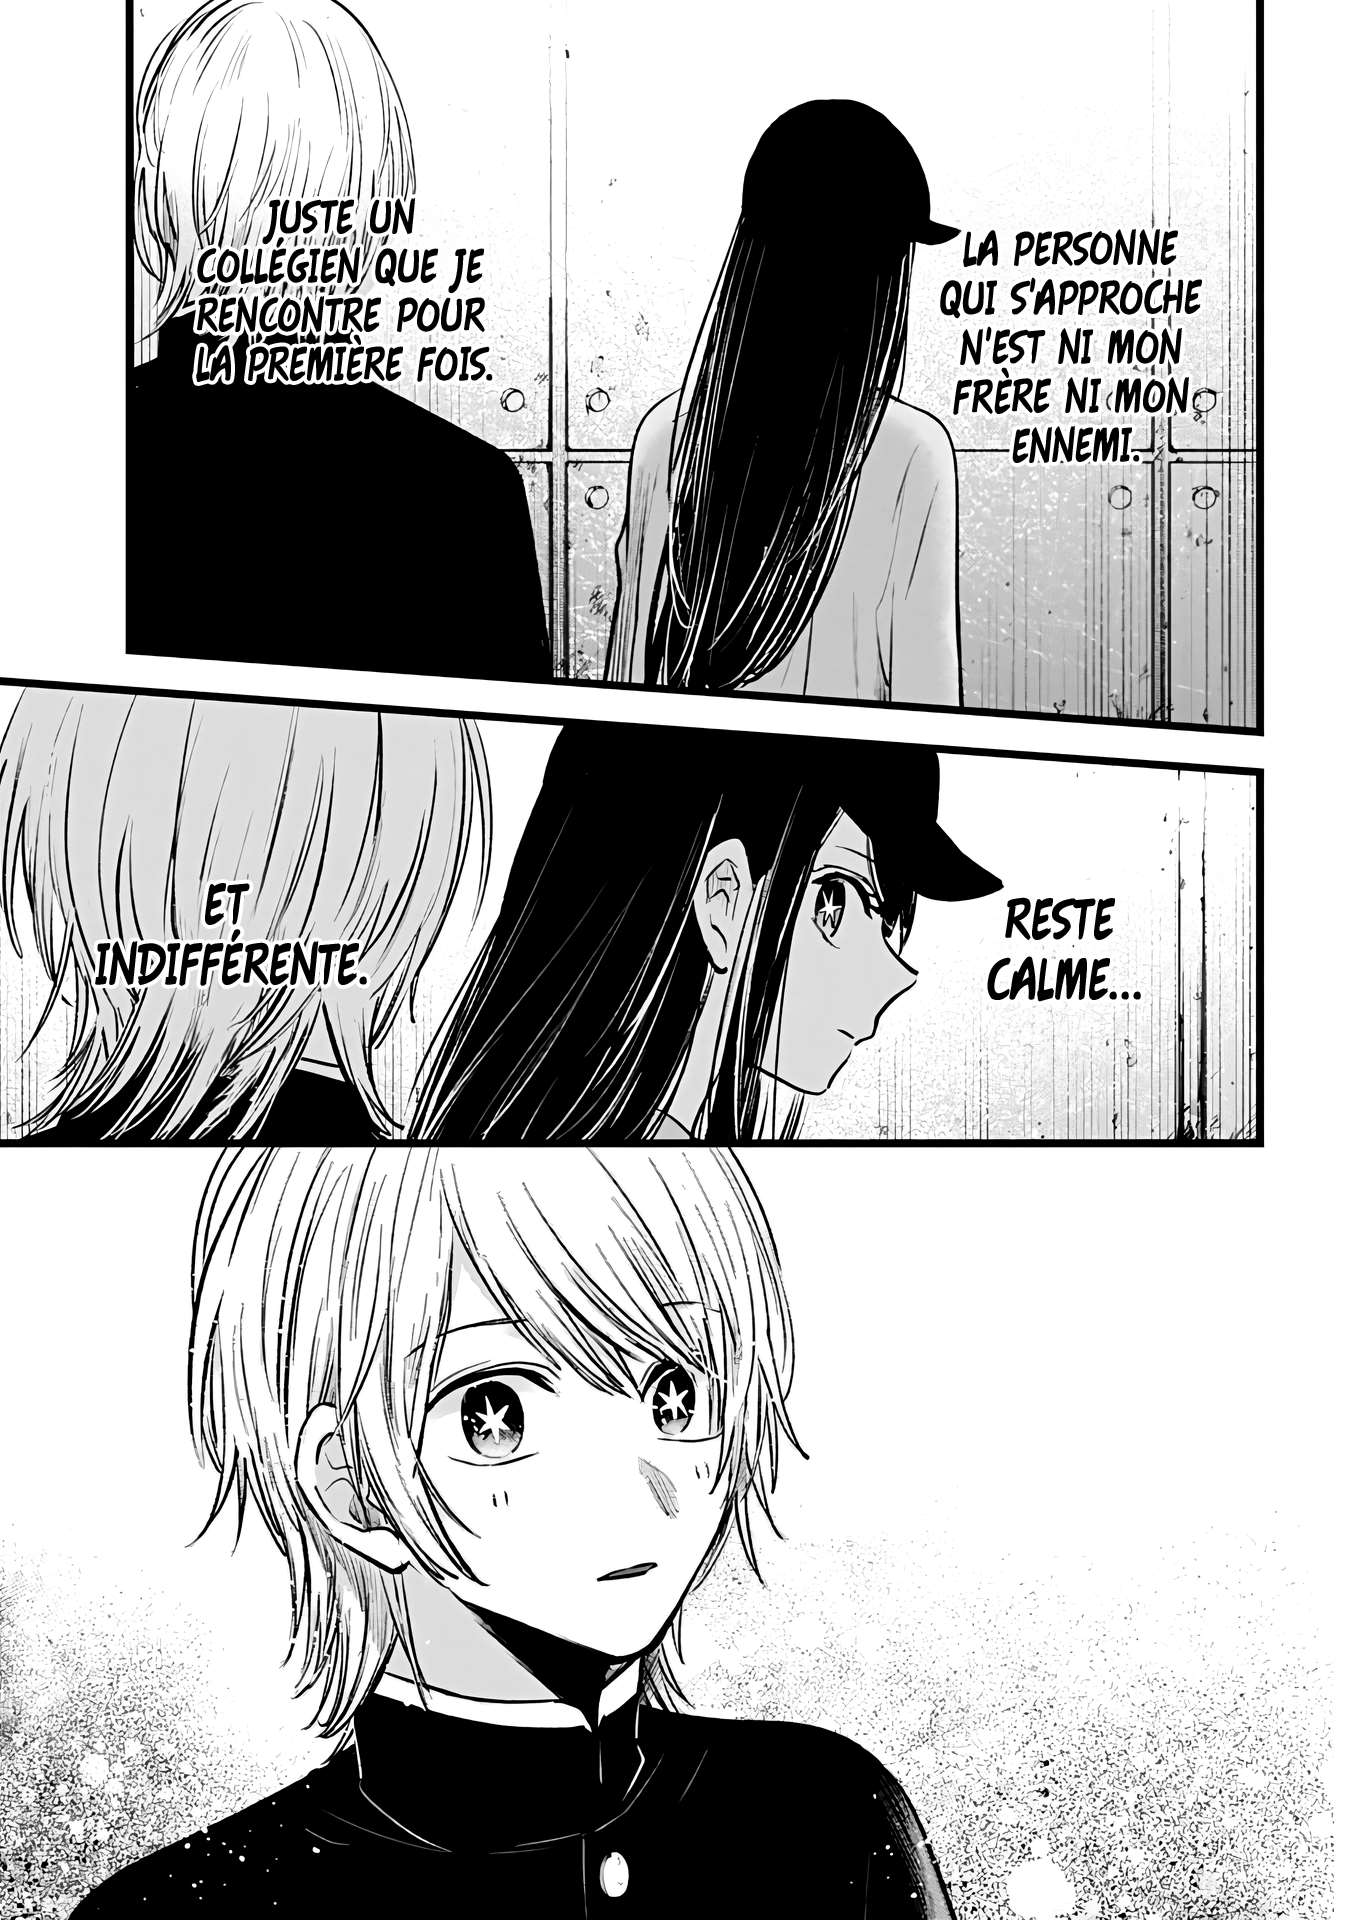 LA PERSONNE
QUI S'APPROCHE
N'EST NI MON
FRÈRE NI MON
ENNEMI.
JUSTE UN
COLLÉGIEN QUE JE
RENCONTRE POUR
LA PREMIÈRE FOIS.
RESTE
CALME...
ET
INDIFFÉRENTE.